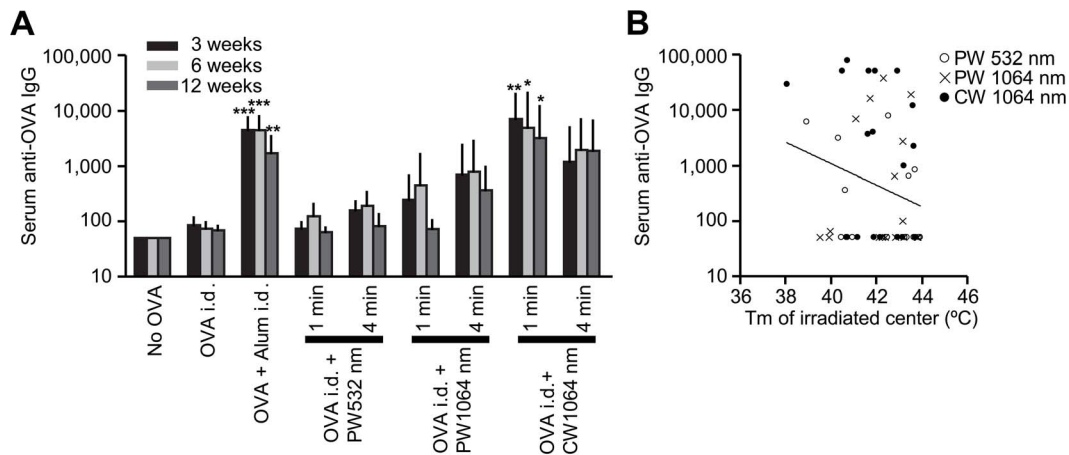 A
Serum anti-OVA IgG
100,000
10,000
1,000
100
10
3 weeks
6 weeks
12 weeks
***
***
**
**
*
*
No OVA
OVA i.d.
OVA + Alum i.d.
1 min
4 min
OVA i.d. +
PW532 nm
1 min
4 min
OVA i.d. +
PW1064 nm
1 min
4 min
OVA i.d.+
CW1064 nm
B
Serum anti-OVA IgG
100,000
10,000
1,000
100
10
36 38 40 42 44 46
Tm of irradiated center (ºC)
PW 532 nm
PW 1064 nm
CW 1064 nm